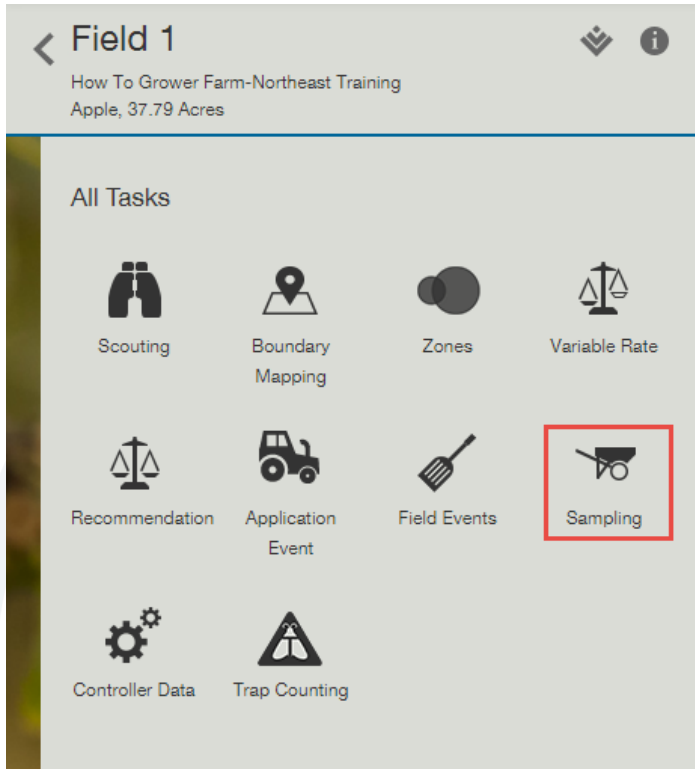 Field 1
How To Grower Farm-Northeast Training
Apple, 37.79 Acres
All Tasks
Scouting
Boundary
Mapping
Zones
Variable Rate
Recommendation
Application
Event
Field Events
Sampling
Controller Data
Trap Counting